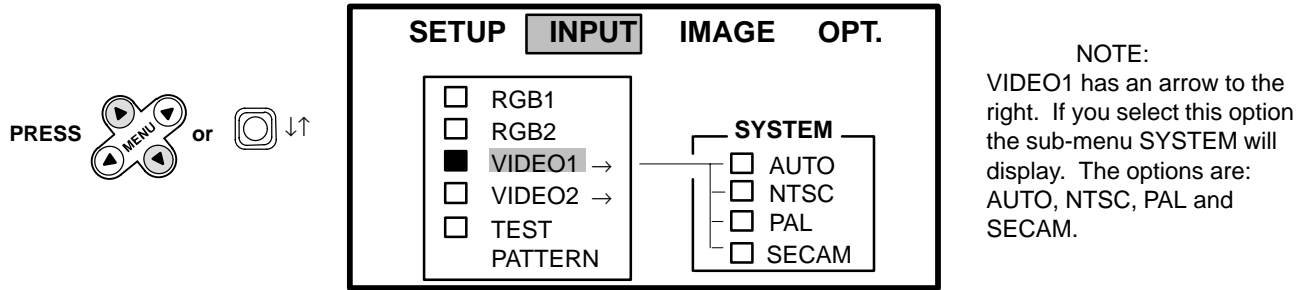 SETUP INPUT IMAGE OPT.
PRESS MENU or ↓↑
RGB1
RGB2
VIDEO1 →
VIDEO2 →
TEST
PATTERN
SYSTEM
AUTO
NTSC
PAL
SECAM
NOTE:
VIDEO1 has an arrow to the
right. If you select this option
the sub-menu SYSTEM will
display. The options are:
AUTO, NTSC, PAL and
SECAM.